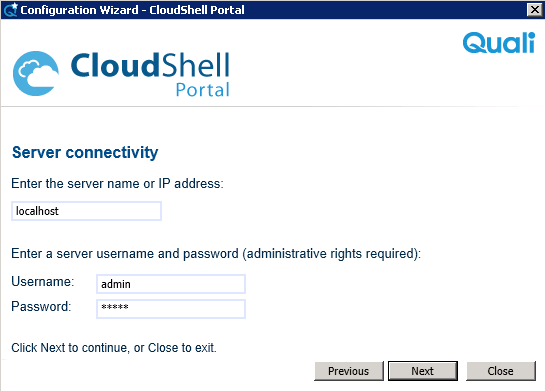 Configuration Wizard - CloudShell Portal
Quali
CloudShell
Portal
Server connectivity
Enter the server name or IP address:
localhost
Enter a server username and password (administrative rights required):
Username: admin
Password: *****
Click Next to continue, or Close to exit.
Previous Next Close